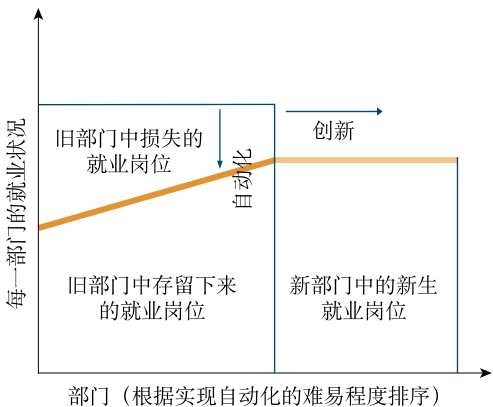 每一部门的就业状况
旧部门中损失的
就业岗位
自动化
创新
旧部门中存留下来
的就业岗位
新部门中的新生
就业岗位
部门（根据实现自动化的难易程度排序）